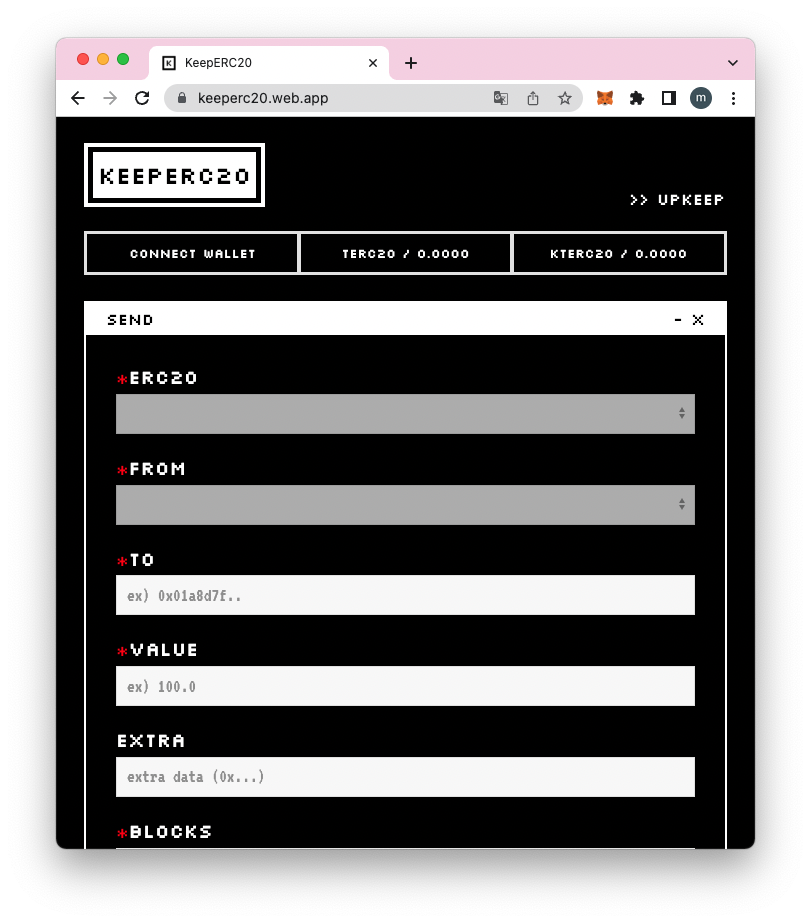 KeepERC20
keeperc20.web.app
m
K
KEEPERC20
>> UPKEEP
CONNECT WALLET
TERC20 / 0.0000
KTERC20 / 0.0000
SEND
- X
*ERC20
*FROM
*TO
ex) 0x01a8d7f..
*VALUE
ex) 100.0
EXTRA
extra data (0x...)
*BLOCKS